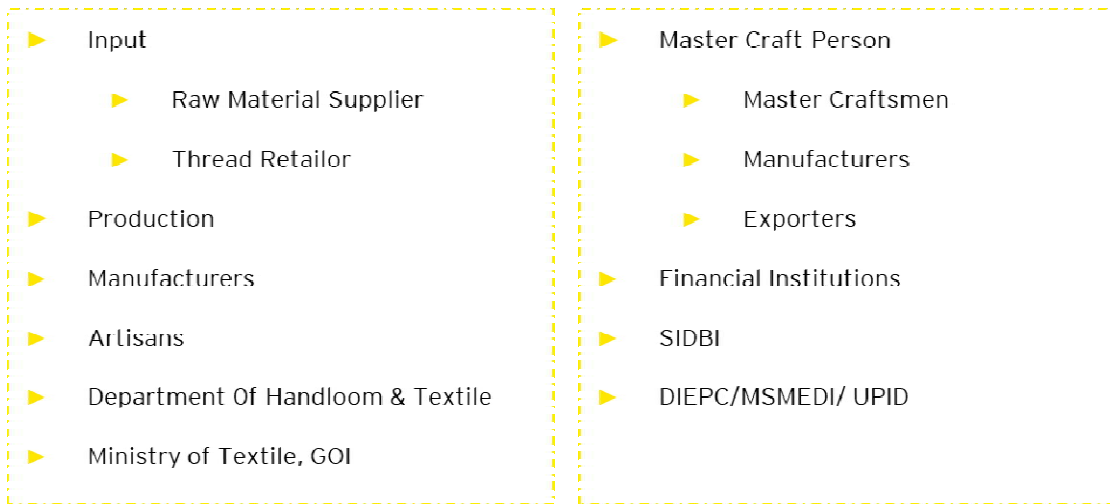 Input
Raw Material Supplier
Thread Retailor
Production
Manufacturers
Artisans
Department Of Handloom & Textile
Ministry of Textile, GOI
Master Craft Person
Master Craftsmen
Manufacturers
Exporters
Financial Institutions
SIDBI
DIEPC/MSMEDI/ UPID